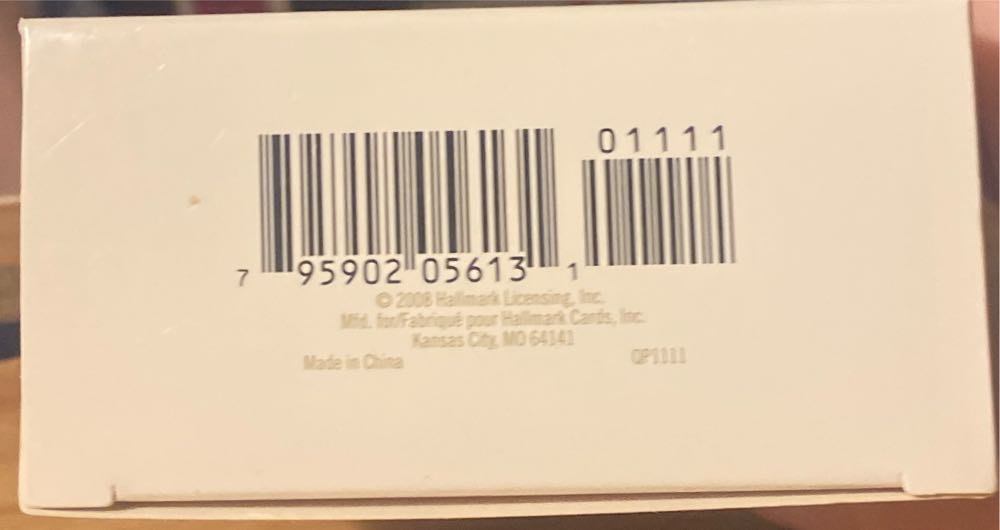 01111
7 95902 05613 1
© 2008 Hallmark Licensing, Inc.
Mfd. for/Fabriqué pour Hallmark Cards, Inc.
Kansas City, MO 64141
Made in China QP1111